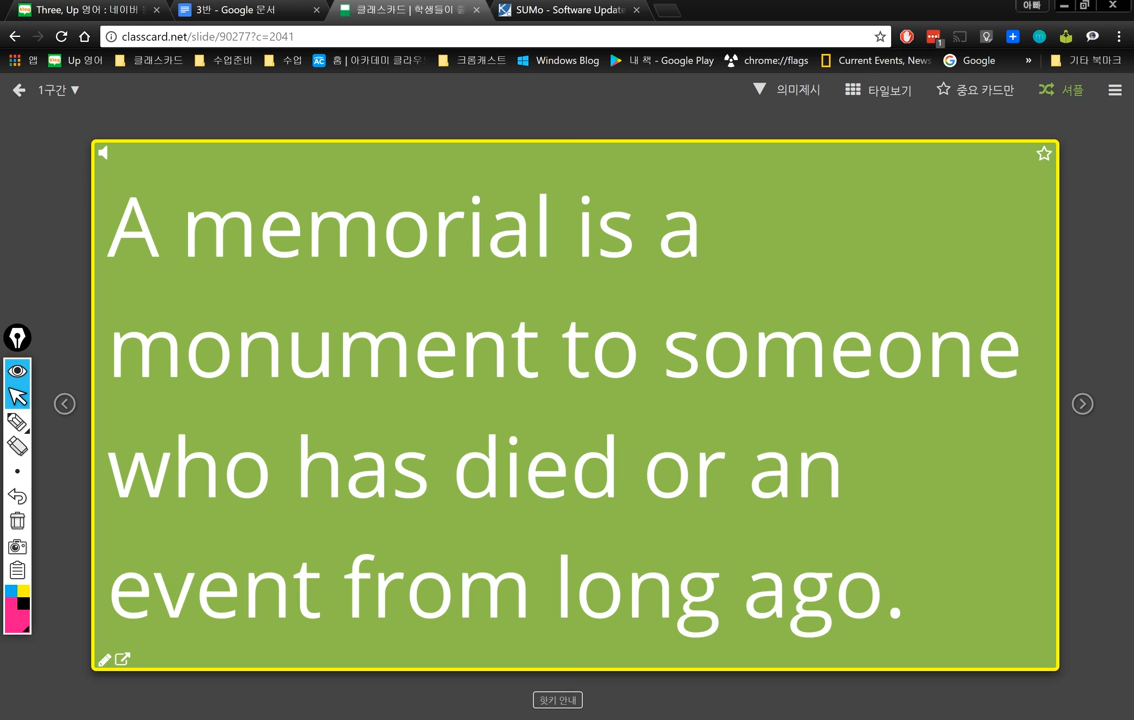 Three, Up 영어 : 네이버
3반 - Google 문서
클래스카드 | 학생들이
SUMo - Software Update
아빠
classcard.net/slide/90277?c=2041
1
앱
Up 영어
클래스카드
수업준비
수업
AC
홈 | 아카데미 클라우
크롬캐스트
Windows Blog
내 책 - Google Play
chrome://flags
Current Events, News
Google
»
기타 북마크
1구간 ▼
의미제시
타일보기
중요 카드만
셔플
A memorial is a
monument to someone
who has died or an
event from long ago.
핫키 안내